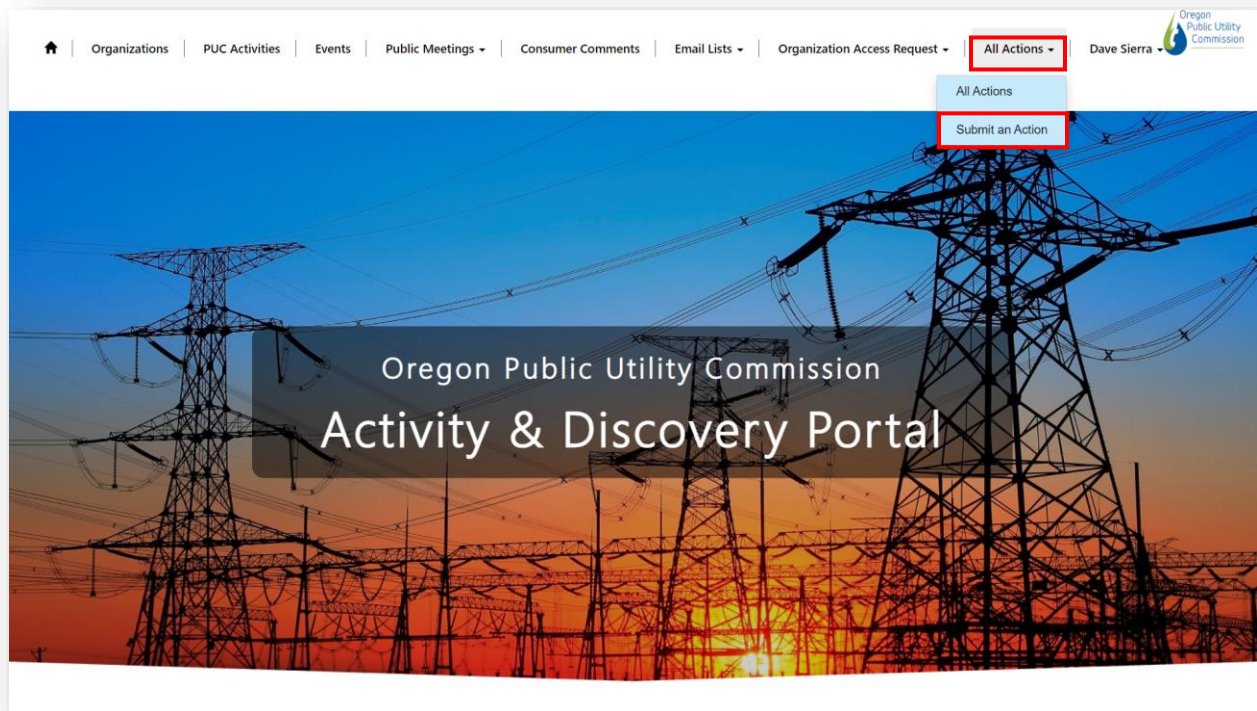 Organizations
PUC Activities
Events
Public Meetings
Consumer Comments
Email Lists
Organization Access Request
All Actions
Dave Sierra
Oregon
Public Utility
Commission
All Actions
Submit an Action
Oregon Public Utility Commission
Activity & Discovery Portal